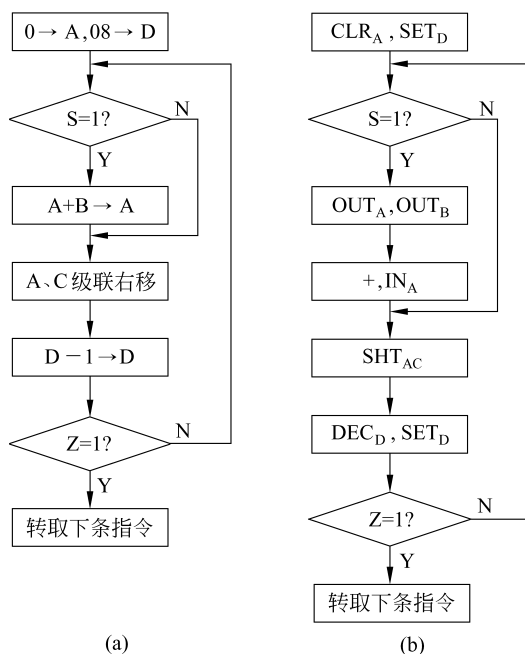 0→A,08→D
S=1?
N
Y
A+B→A
A、C级联右移
D－1→D
Z=1?
N
Y
转取下条指令
(a)
CLR_A,SET_D
S=1?
N
Y
OUT_A,OUT_B
+,IN_A
SHT_AC
DEC_D,SET_D
Z=1?
N
Y
转取下条指令
(b)